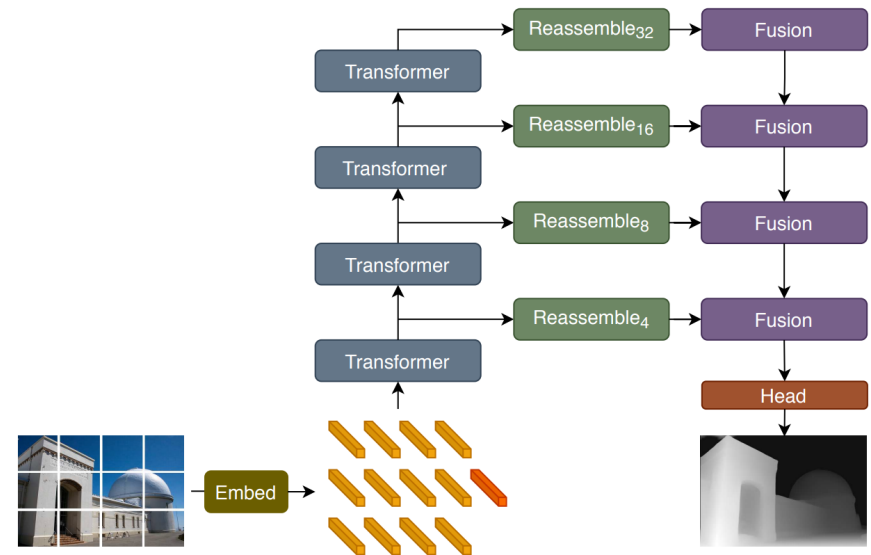 Reassemble32
Fusion
Transformer
Reassemble16
Fusion
Transformer
Reassemble8
Fusion
Transformer
Reassemble4
Fusion
Transformer
Head
Embed